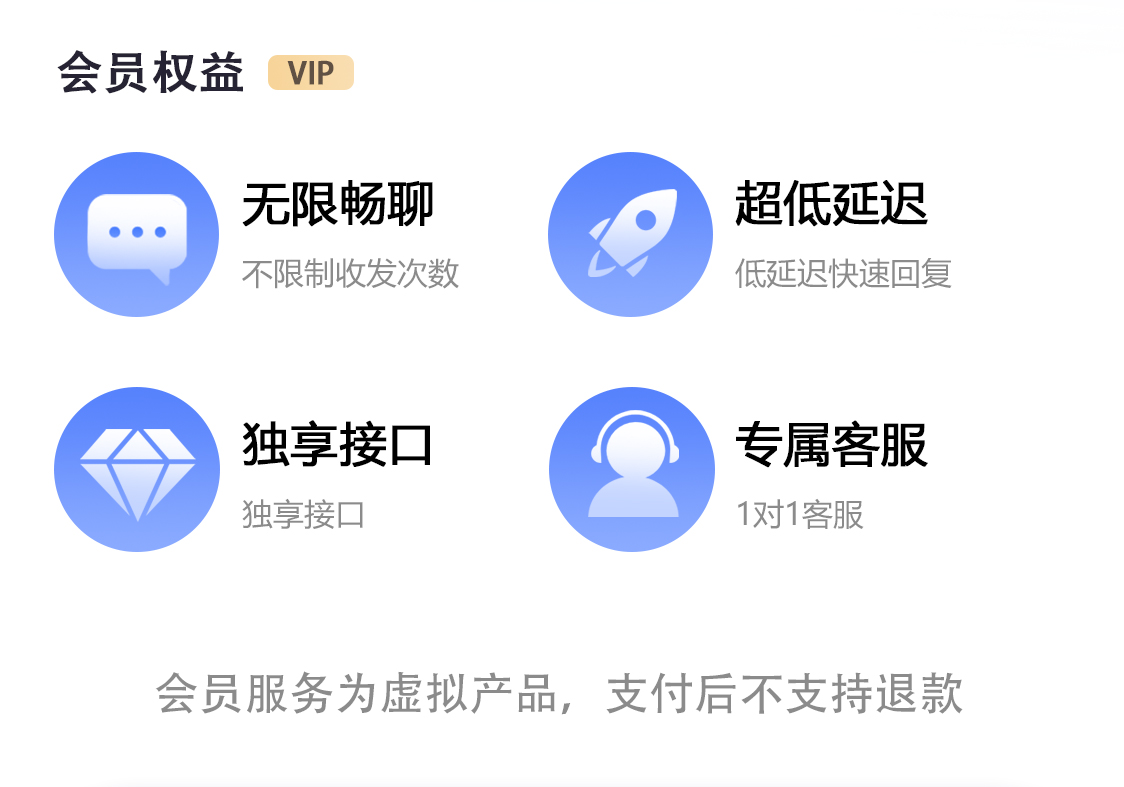 会员权益 VIP
无限畅聊
不限制收发次数
超低延迟
低延迟快速回复
独享接口
独享接口
专属客服
1对1客服
会员服务为虚拟产品，支付后不支持退款